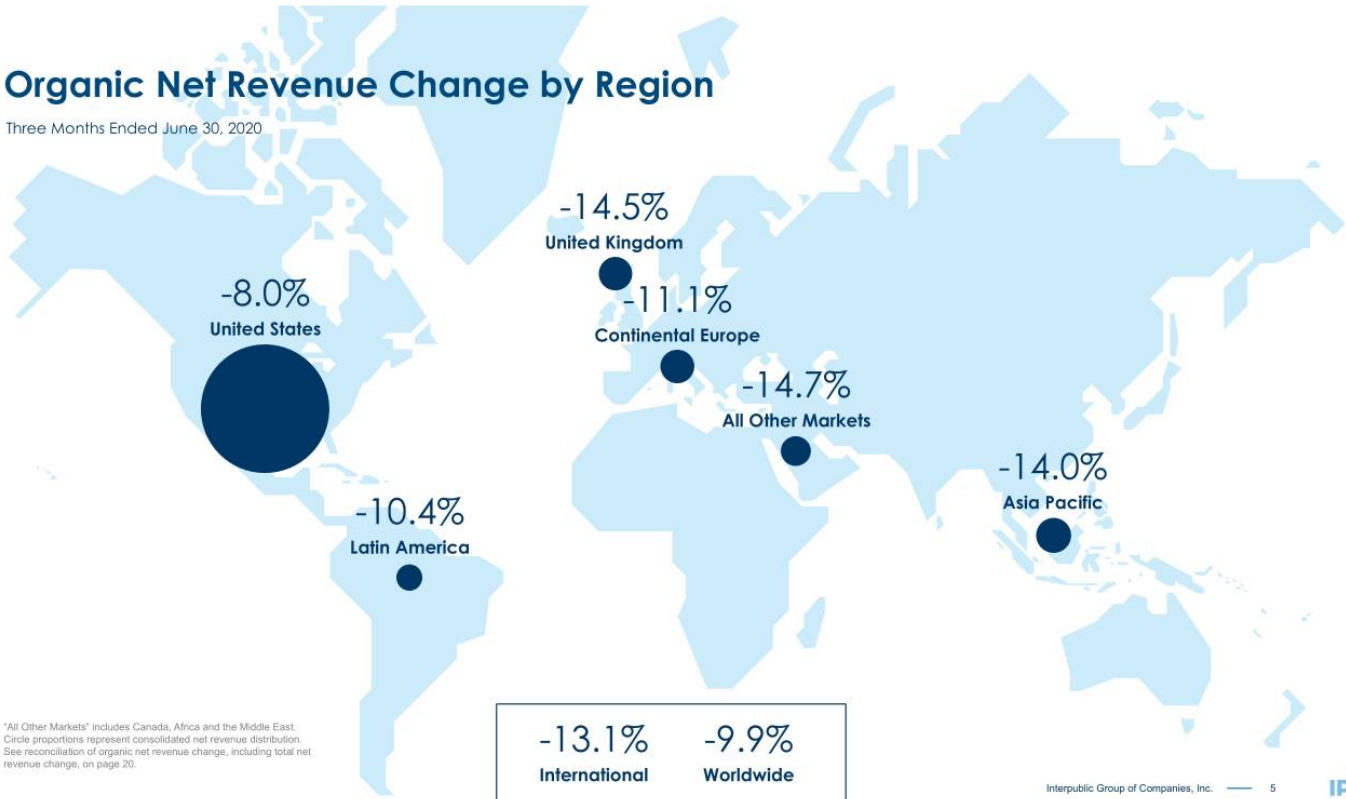 Organic Net Revenue Change by Region
Three Months Ended June 30, 2020
-14.5%
United Kingdom
-8.0%
United States
-11.1%
Continental Europe
-14.7%
All Other Markets
-14.0%
Asia Pacific
-10.4%
Latin America
"All Other Markets" includes Canada, Africa and the Middle East.
Circle proportions represent consolidated net revenue distribution.
See reconciliation of organic net revenue change, including total net
revenue change, on page 20.
-13.1% -9.9%
International Worldwide
Interpublic Group of Companies, Inc. 5